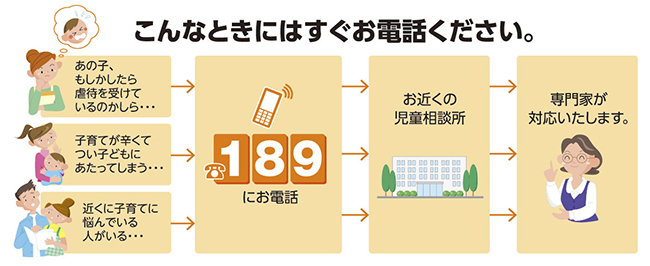 こんなときにはすぐお電話ください。
あの子、
もしかしたら
虐待を受けて
いるのかしら・・・
子育てが辛くて
つい子どもに
あたってしまう・・・
近くに子育てに
悩んでいる
人がいる・・・
189
にお電話
お近くの
児童相談所
専門家が
対応いたします。